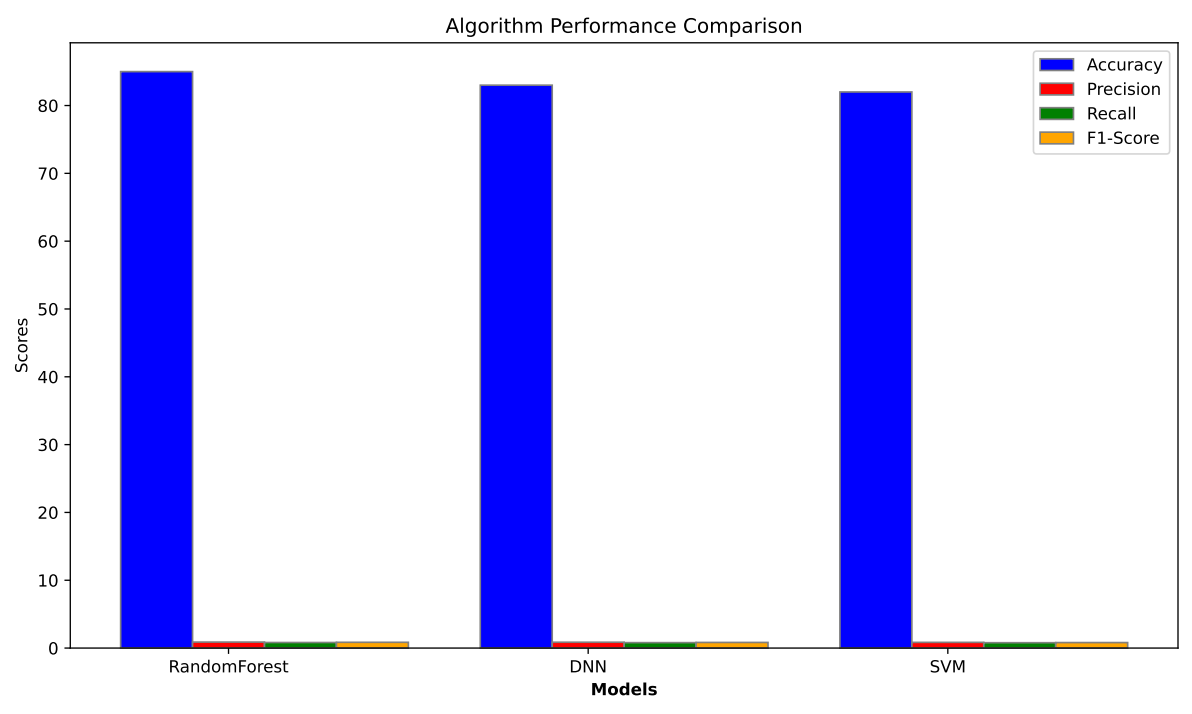 Algorithm Performance Comparison
Accuracy
Precision
Recall
F1-Score
80
70
60
50
40
30
20
10
0
Scores
RandomForest
DNN
SVM
Models